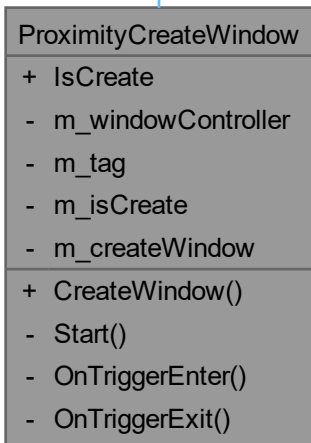 ProximityCreateWindow
+ IsCreate
- m_windowController
- m_tag
- m_isCreate
- m_createWindow
+ CreateWindow()
- Start()
- OnTriggerEnter()
- OnTriggerExit()